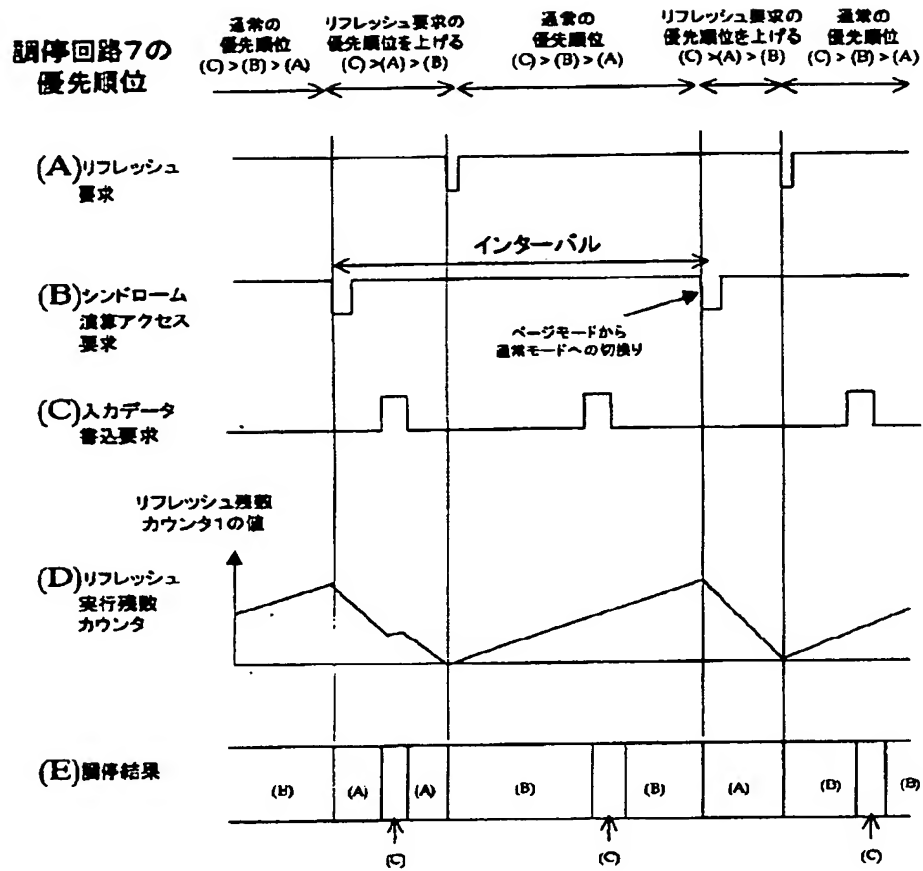 調停回路7の
優先順位
通常の
優先順位
(C) > (B) > (A)
リフレッシュ要求の
優先順位を上げる
(C) >(A) > (B)
通常の
優先順位
(C) > (B) > (A)
リフレッシュ要求の
優先順位を上げる
(C) >(A) > (B)
通常の
優先順位
(C) > (B) > (A)
(A)リフレッシュ
要求
インターバル
(B)シンドローム
演算アクセス
要求
ページモードから
通常モードへの切換り
(C)入力データ
書込要求
リフレッシュ残数
カウンタ1の値
(D)リフレッシュ
実行残数
カウンタ
(E)調停結果
(B)
(A)
(A)
(B)
(B)
(A)
(B)
(B)
(C)
(C)
(C)